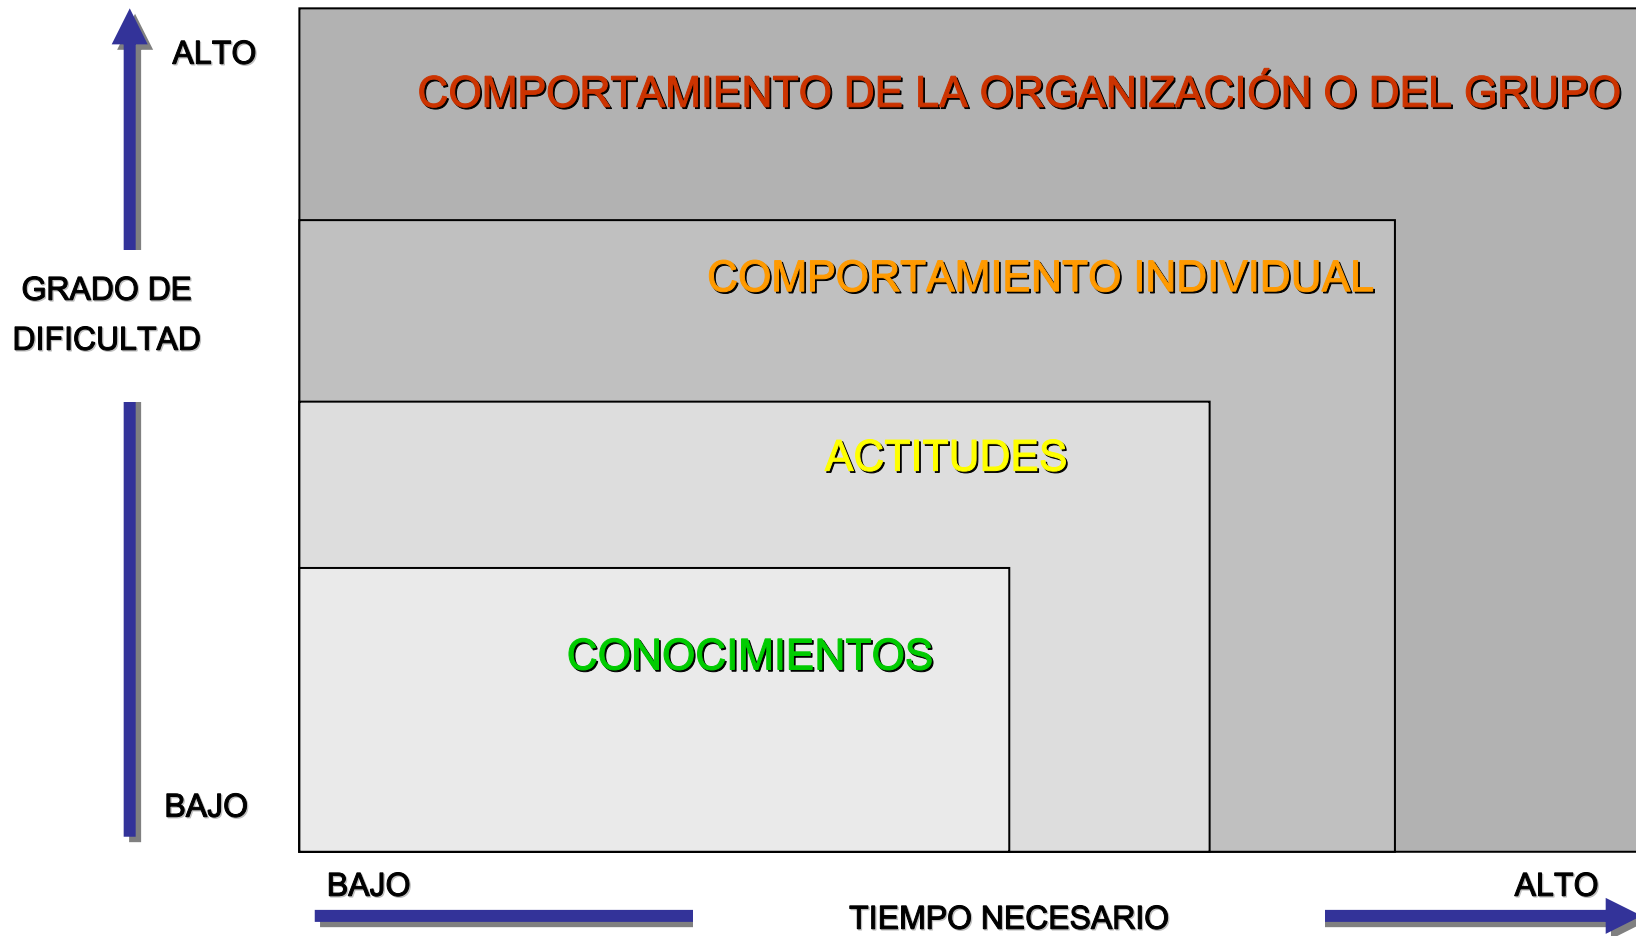 ALTO
COMPORTAMIENTO DE LA ORGANIZACIÓN O DEL GRUPO
GRADO DE
DIFICULTAD
COMPORTAMIENTO INDIVIDUAL
ACTITUDES
CONOCIMIENTOS
BAJO
BAJO
ALTO
TIEMPO NECESARIO